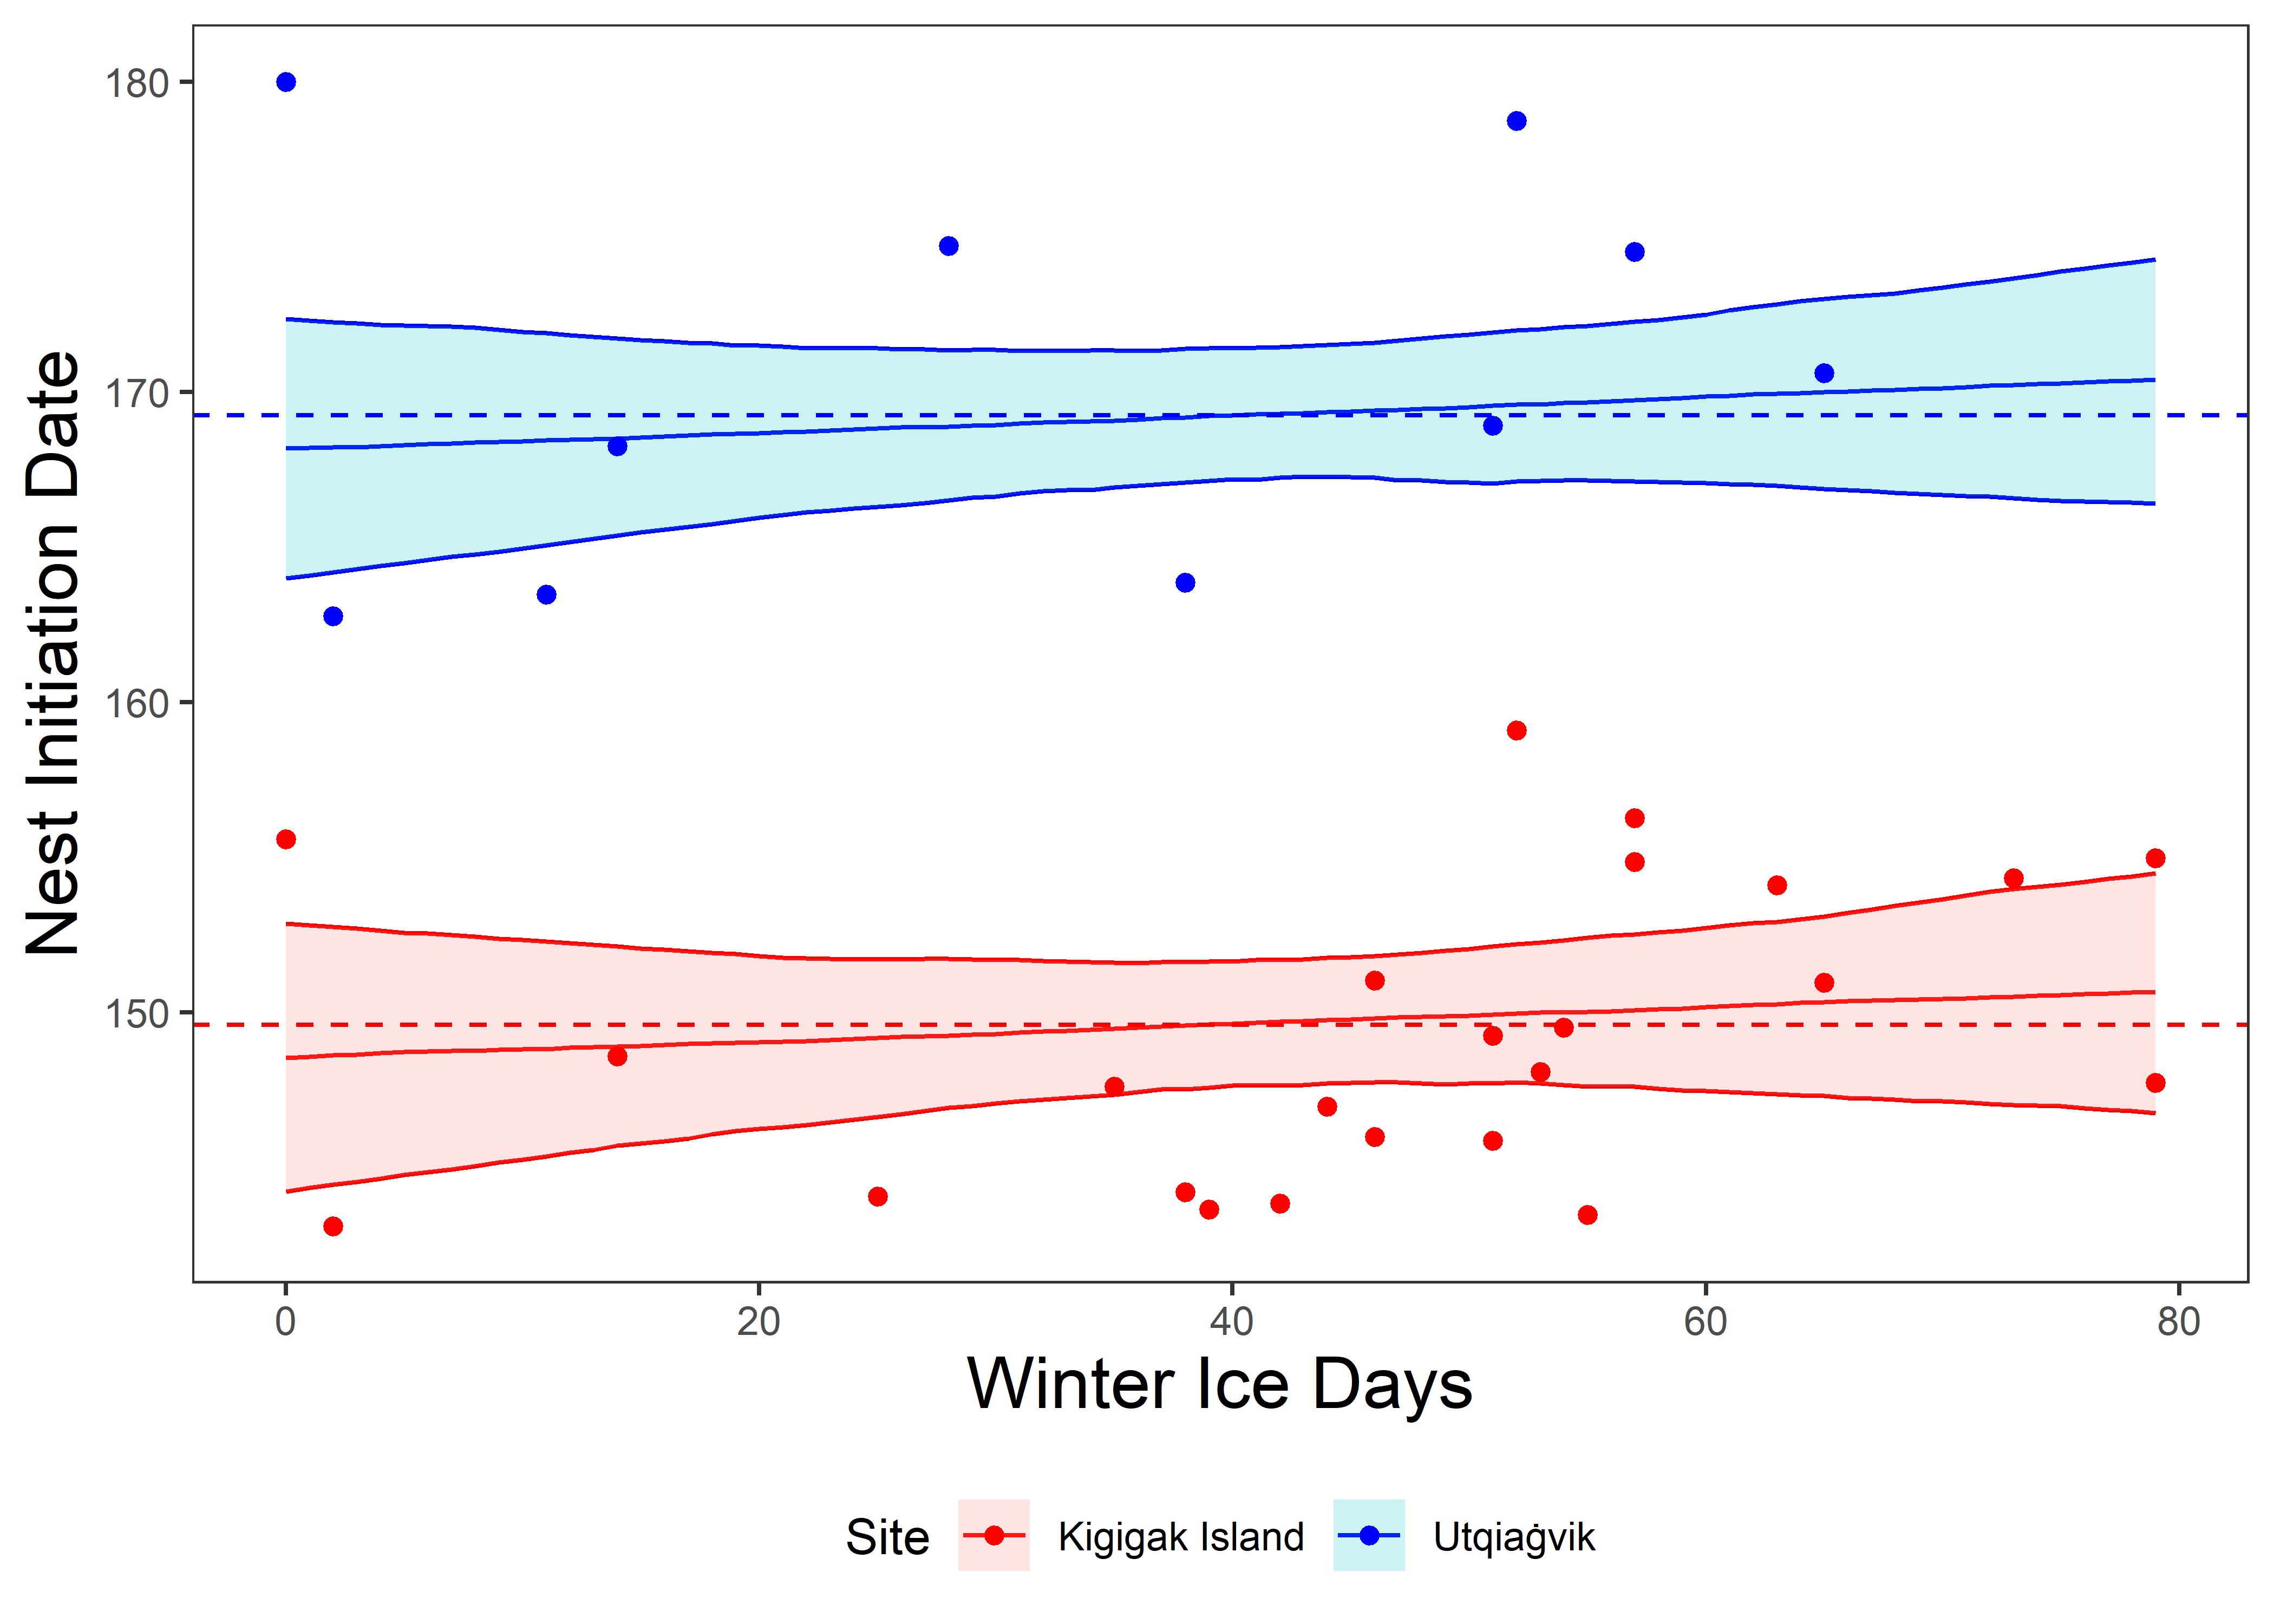 Nest Initiation Date
180
170
160
150
0 20 40 60 80
Winter Ice Days
Site Kigigak Island Utqiaġvik